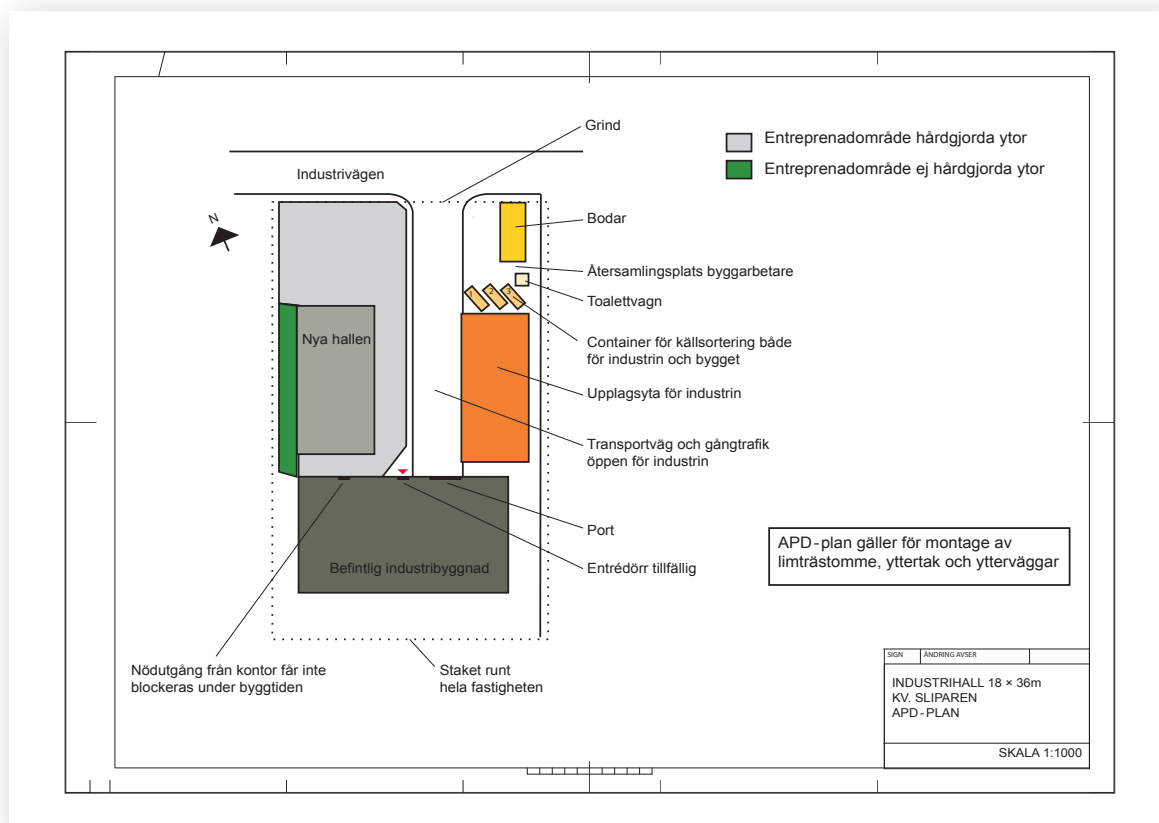 Grind
Entreprenadområde hårdgjorda ytor
Entreprenadområde ej hårdgjorda ytor
Industrivägen
N
Bodar
Återsamlingsplats byggarbetare
Toalettvagn
1
2
3
Container för källsortering både
för industrin och bygget
Nya hallen
Upplagsyta för industrin
Transportväg och gångtrafik
öppen för industrin
Port
Entrédörr tillfällig
Befintlig industribyggnad
APD-plan gäller för montage av
limträstomme, yttertak och ytterväggar
Nödutgång från kontor får inte
blockeras under byggtiden
Staket runt
hela fastigheten
SIGN
ÄNDRING AVSER
INDUSTRIHALL 18 × 36m
KV. SLIPAREN
APD-PLAN
SKALA 1:1000